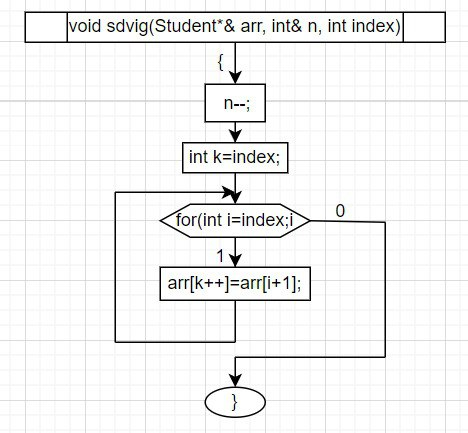 void sdvig(Student*& arr, int& n, int index)
{
n--;
int k=index;
for(int i=index;i
0
1
arr[k++]=arr[i+1];
}